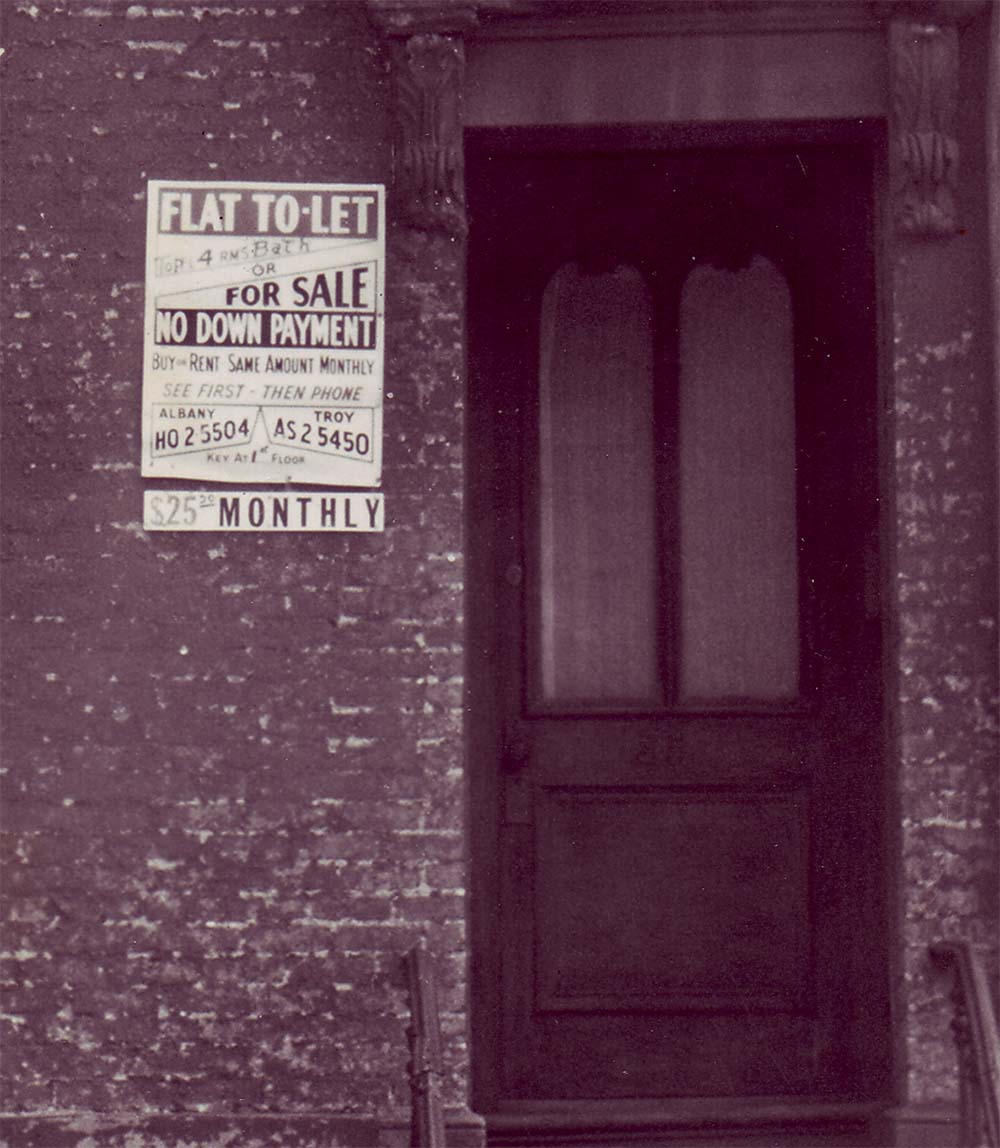 FLAT TO-LET
Top 4 RMS. Bath
OR
FOR SALE
NO DOWN PAYMENT
BUY OR RENT SAME AMOUNT MONTHLY
SEE FIRST - THEN PHONE
ALBANY TROY
HO 2 5504 AS 2 5450
KEY AT 1st FLOOR
$25 MONTHLY